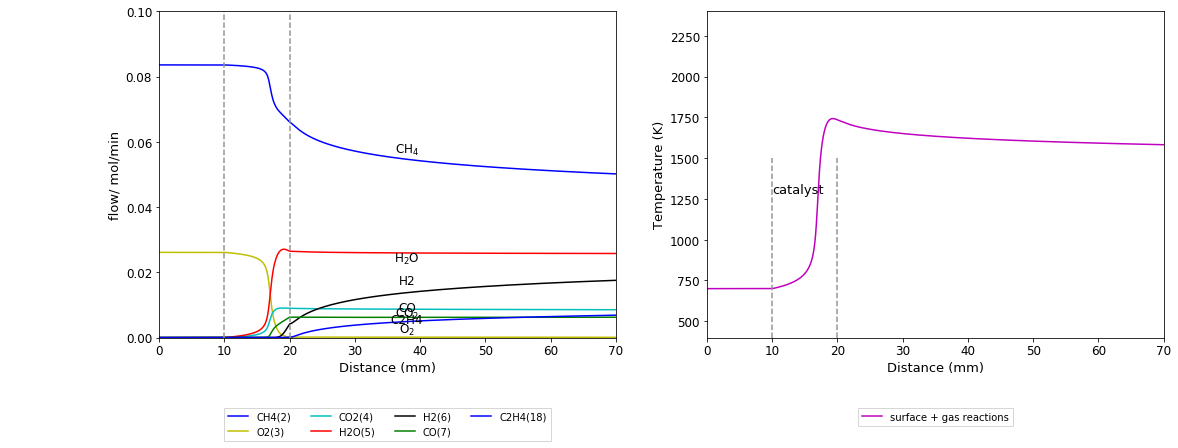 0.10
0.08
0.06
0.04
0.02
0.00
flow/ mol/min
CH₄
H₂O
H2
CO
CO₂
C2H4
O₂
0 10 20 30 40 50 60 70
Distance (mm)
CH4(2) CO2(4) H2(6) C2H4(18)
O2(3) H2O(5) CO(7)
2250
2000
1750
1500
1250
1000
750
500
Temperature (K)
catalyst
0 10 20 30 40 50 60 70
Distance (mm)
surface + gas reactions